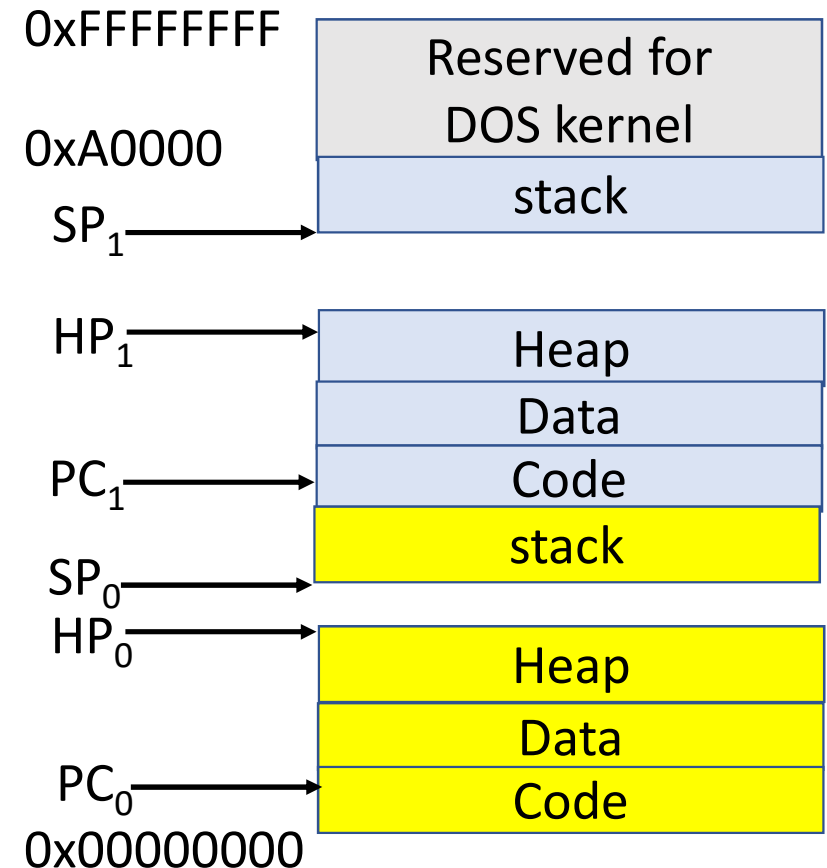 0xFFFFFFFF
Reserved for
DOS kernel
0xA0000
stack
SP1
HP1
Heap
Data
PC1
Code
stack
SP0
HP0
Heap
Data
PC0
Code
0x00000000